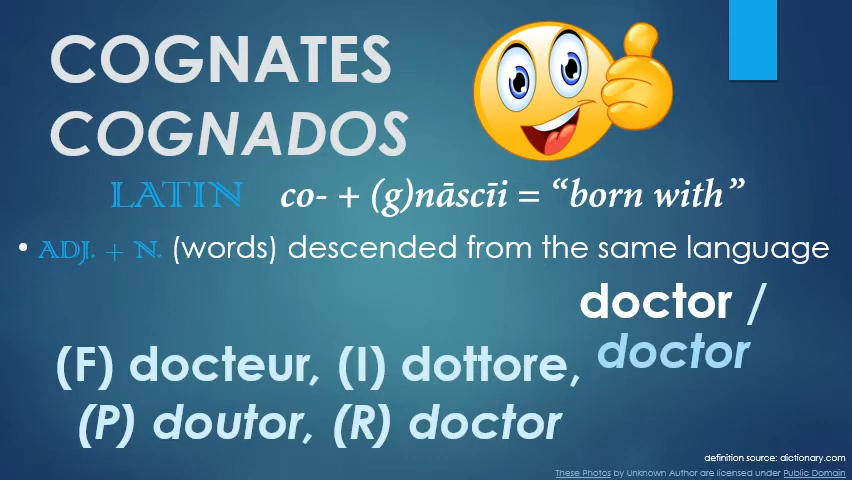 COGNATES
COGNADOS
LATIN co- + (g)nāscīi = “born with”
• ADJ. + N. (words) descended from the same language
doctor /
doctor
(F) docteur, (I) dottore,
(P) doutor, (R) doctor
definition source: dictionary.com
These Photos by Unknown Author are licensed under Public Domain